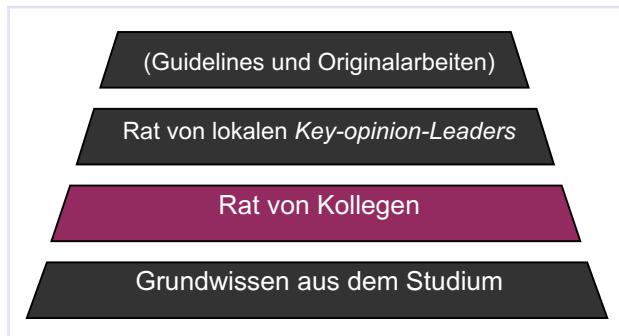 (Guidelines und Originalarbeiten)
Rat von lokalen Key-opinion-Leaders
Rat von Kollegen
Grundwissen aus dem Studium